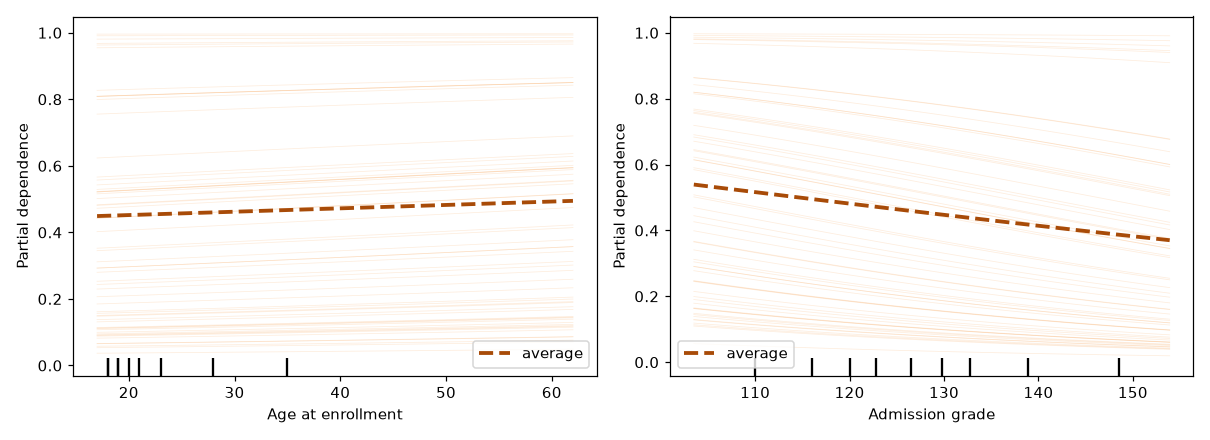 Partial dependence
1.0
0.8
0.6
0.4
0.2
0.0
average
20 30 40 50 60
Age at enrollment
Partial dependence
1.0
0.8
0.6
0.4
0.2
0.0
average
110 120 130 140 150
Admission grade